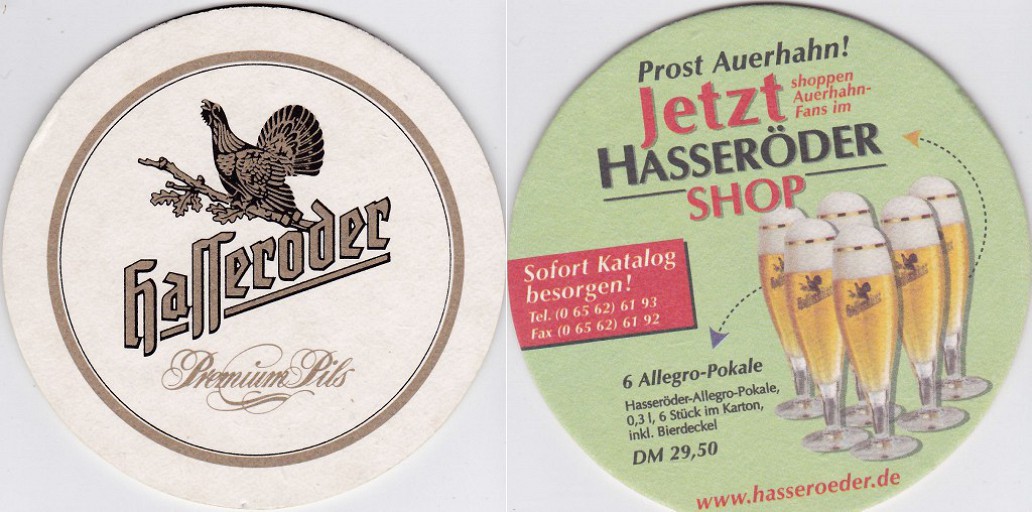 Hasseröder
Premium Pils
Prost Auerhahn!
Jetzt
shoppen
Auerhahn-
Fans im
HASSERÖDER
SHOP
Sofort Katalog
besorgen!
Tel. (0 65 62) 61 93
Fax (0 65 62) 61 92
6 Allegro-Pokale
Hasseröder-Allegro-Pokale,
0,3 l, 6 Stück im Karton,
inkl. Bierdeckel
DM 29,50
www.hasseroeder.de